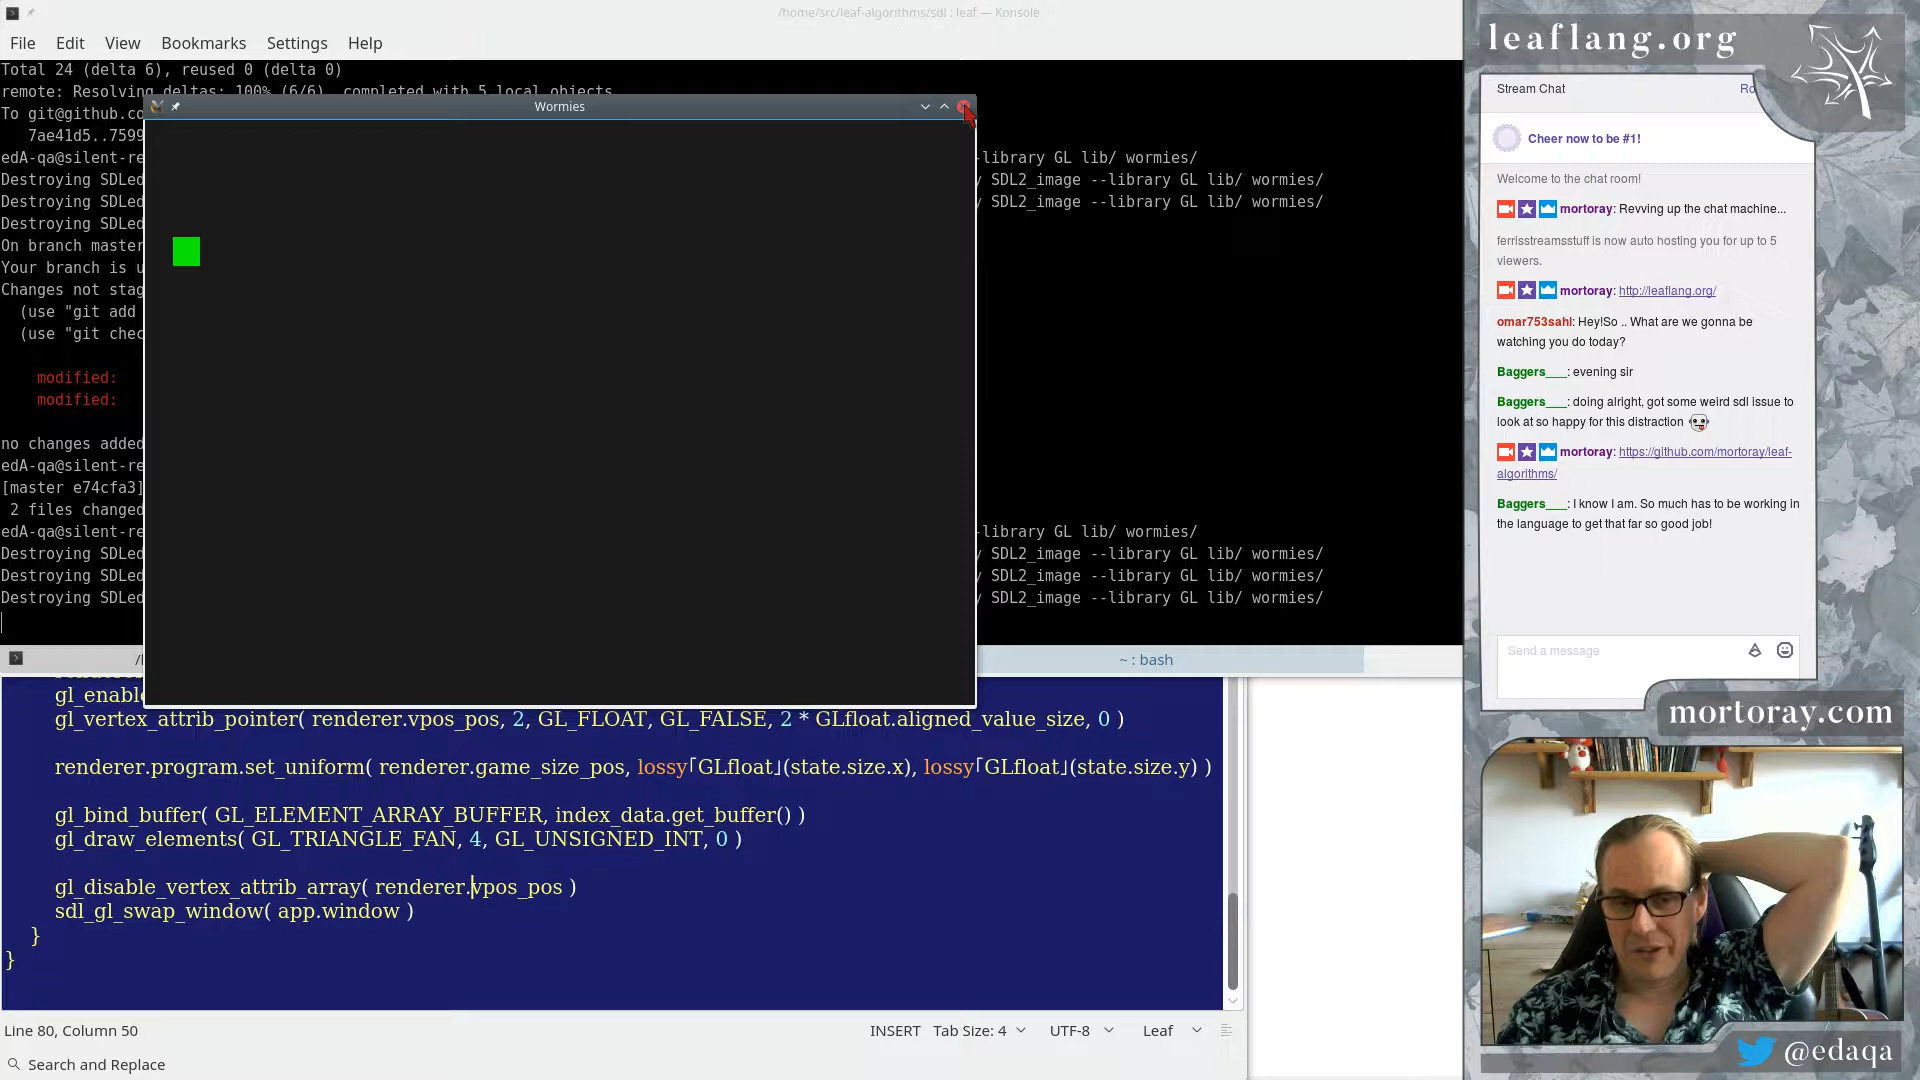 /home/src/leaf-algorithms/sdl : leaf — Konsole
File Edit View Bookmarks Settings Help
Total 24 (delta 6), reused 0 (delta 0)
remote: Resolving deltas: 100% (6/6), completed with 5 local objects.
To git@github.co
7ae41d5..7599
edA-qa@silent-re
-library GL lib/ wormies/
Destroying SDLed
SDL2_image --library GL lib/ wormies/
Destroying SDLed
SDL2_image --library GL lib/ wormies/
Destroying SDLed
On branch master
Your branch is u
Changes not stag
(use "git add
(use "git chec
modified:
modified:
no changes added
edA-qa@silent-re
[master e74cfa3]
2 files changed
edA-qa@silent-re
-library GL lib/ wormies/
Destroying SDLed
SDL2_image --library GL lib/ wormies/
Destroying SDLed
SDL2_image --library GL lib/ wormies/
Destroying SDLed
SDL2_image --library GL lib/ wormies/
Wormies
~ : bash
gl_enable
gl_vertex_attrib_pointer( renderer.vpos_pos, 2, GL_FLOAT, GL_FALSE, 2 * GLfloat.aligned_value_size, 0 )
renderer.program.set_uniform( renderer.game_size_pos, lossy｢GLfloat｣(state.size.x), lossy｢GLfloat｣(state.size.y) )
gl_bind_buffer( GL_ELEMENT_ARRAY_BUFFER, index_data.get_buffer() )
gl_draw_elements( GL_TRIANGLE_FAN, 4, GL_UNSIGNED_INT, 0 )
gl_disable_vertex_attrib_array( renderer.vpos_pos )
sdl_gl_swap_window( app.window )
}
}
Line 80, Column 50
INSERT Tab Size: 4 UTF-8 Leaf
Search and Replace
leaflang.org
Stream Chat
Ro
Cheer now to be #1!
Welcome to the chat room!
mortoray: Revving up the chat machine...
ferrisstreamsstuff is now auto hosting you for up to 5
viewers.
mortoray: http://leaflang.org/
omar753sahl: Hey!So .. What are we gonna be
watching you do today?
Baggers___: evening sir
Baggers___: doing alright, got some weird sdl issue to
look at so happy for this distraction
mortoray: https://github.com/mortoray/leaf-
algorithms/
Baggers___: I know I am. So much has to be working in
the language to get that far so good job!
Send a message
mortoray.com
@edaqa